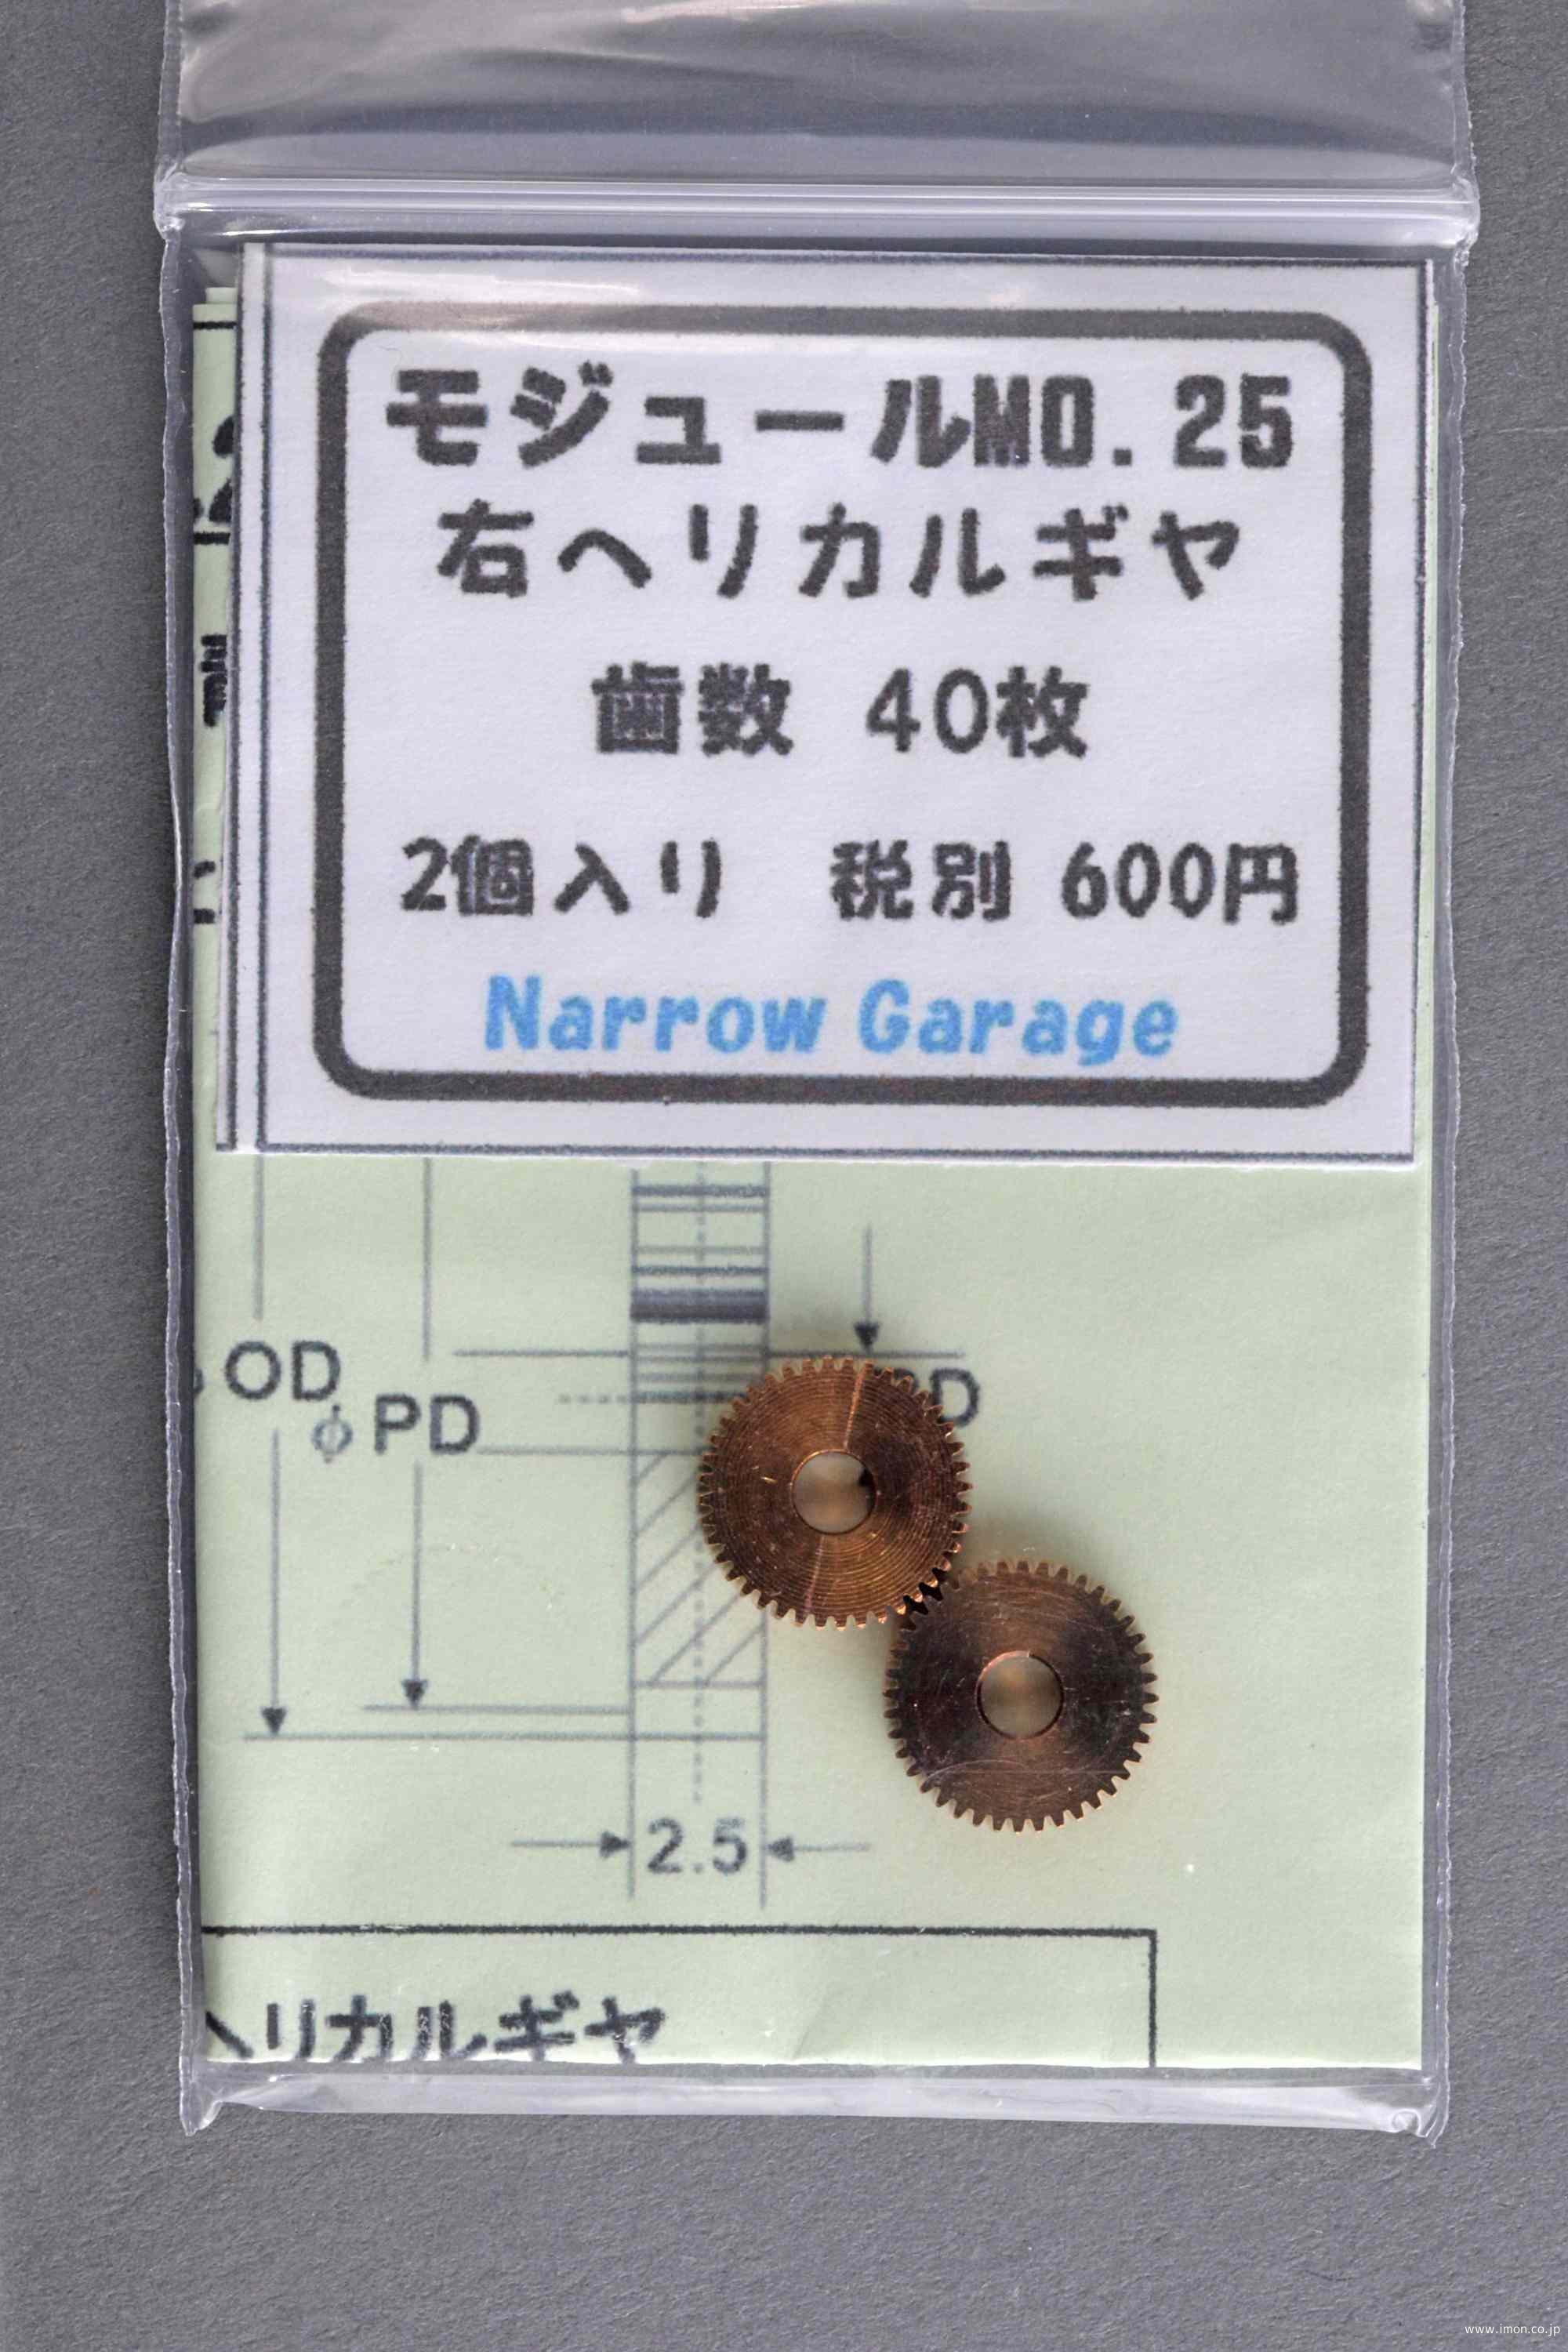 モジュールM0.25
右ヘリカルギヤ
歯数 40枚
2個入り 税別 600円
Narrow Garage
OD
φPD
D
2.5
ヘリカルギヤ
www.imon.co.jp